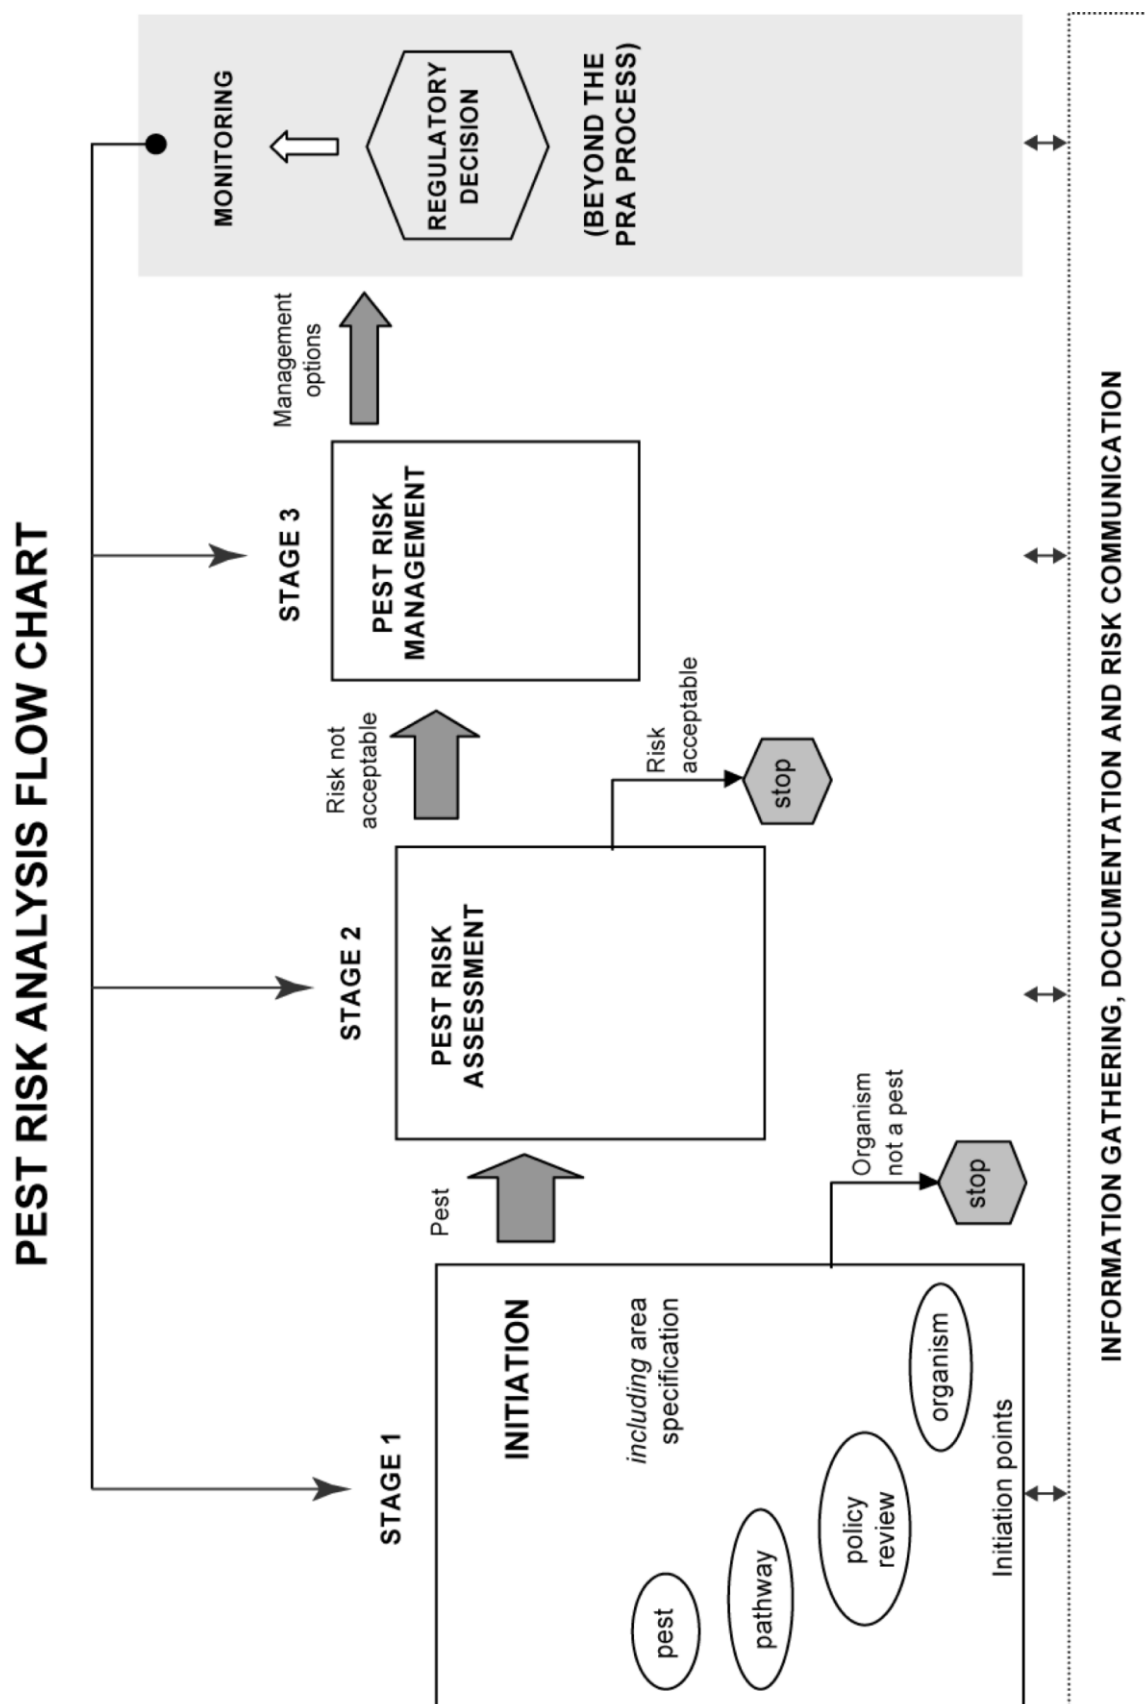 PEST RISK ANALYSIS FLOW CHART
STAGE 1
INITIATION
including area
specification
pest
pathway
policy
review
organism
Initiation points
Pest
Organism
not a pest
stop
STAGE 2
PEST RISK
ASSESSMENT
Risk not
acceptable
Risk
acceptable
stop
STAGE 3
PEST RISK
MANAGEMENT
Management
options
MONITORING
REGULATORY
DECISION
(BEYOND THE
PRA PROCESS)
INFORMATION GATHERING, DOCUMENTATION AND RISK COMMUNICATION